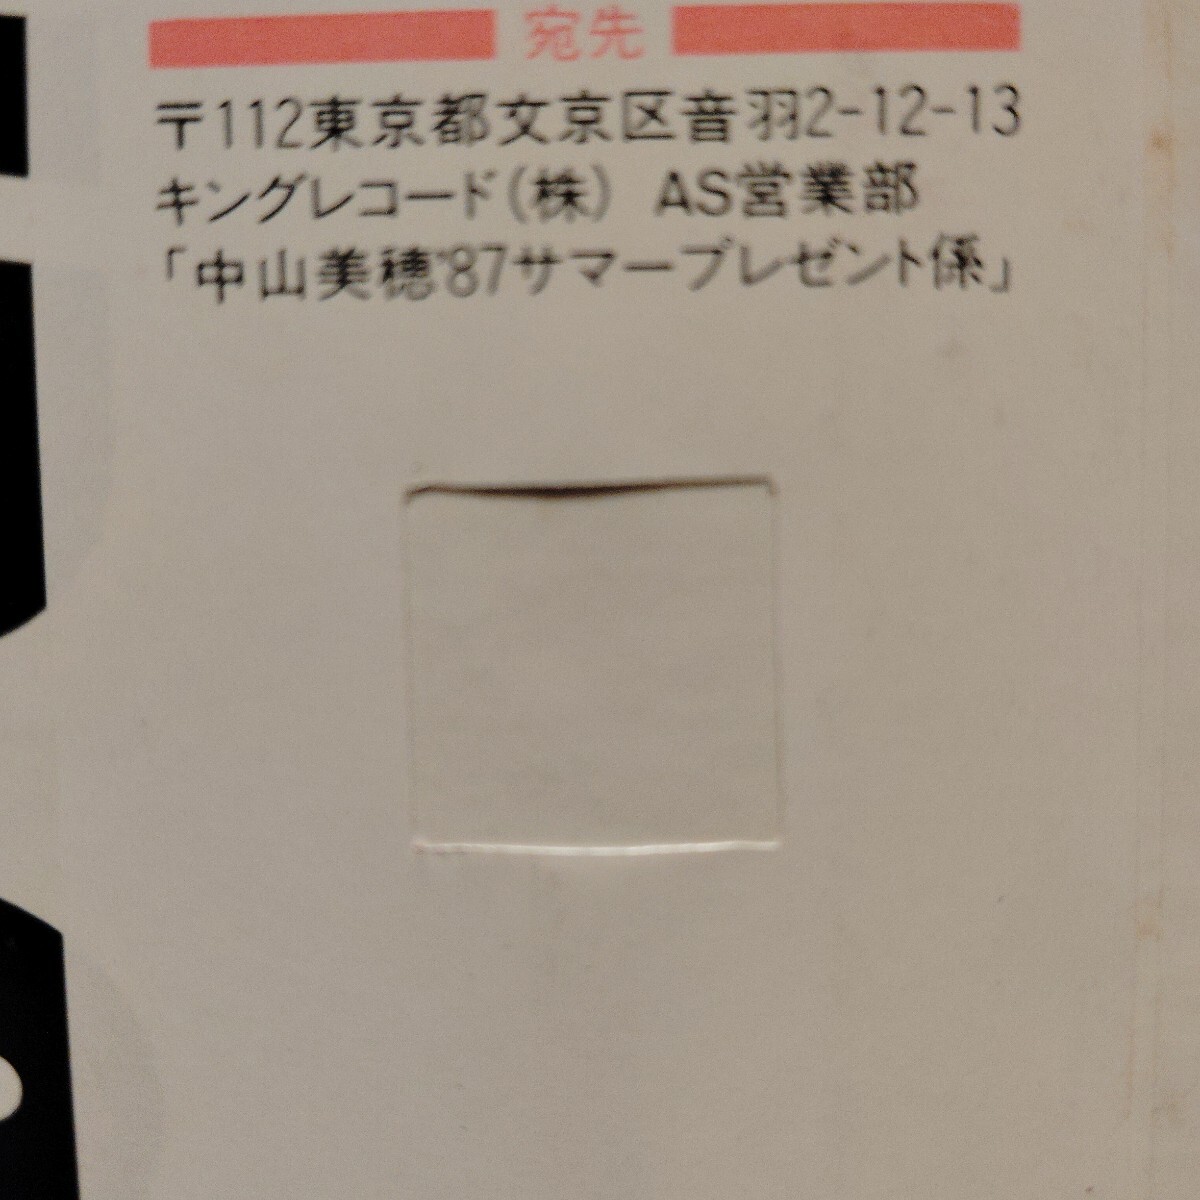 宛先
〒112東京都文京区音羽2-12-13
キングレコード(株) AS営業部
「中山美穂'87サマープレゼント係」